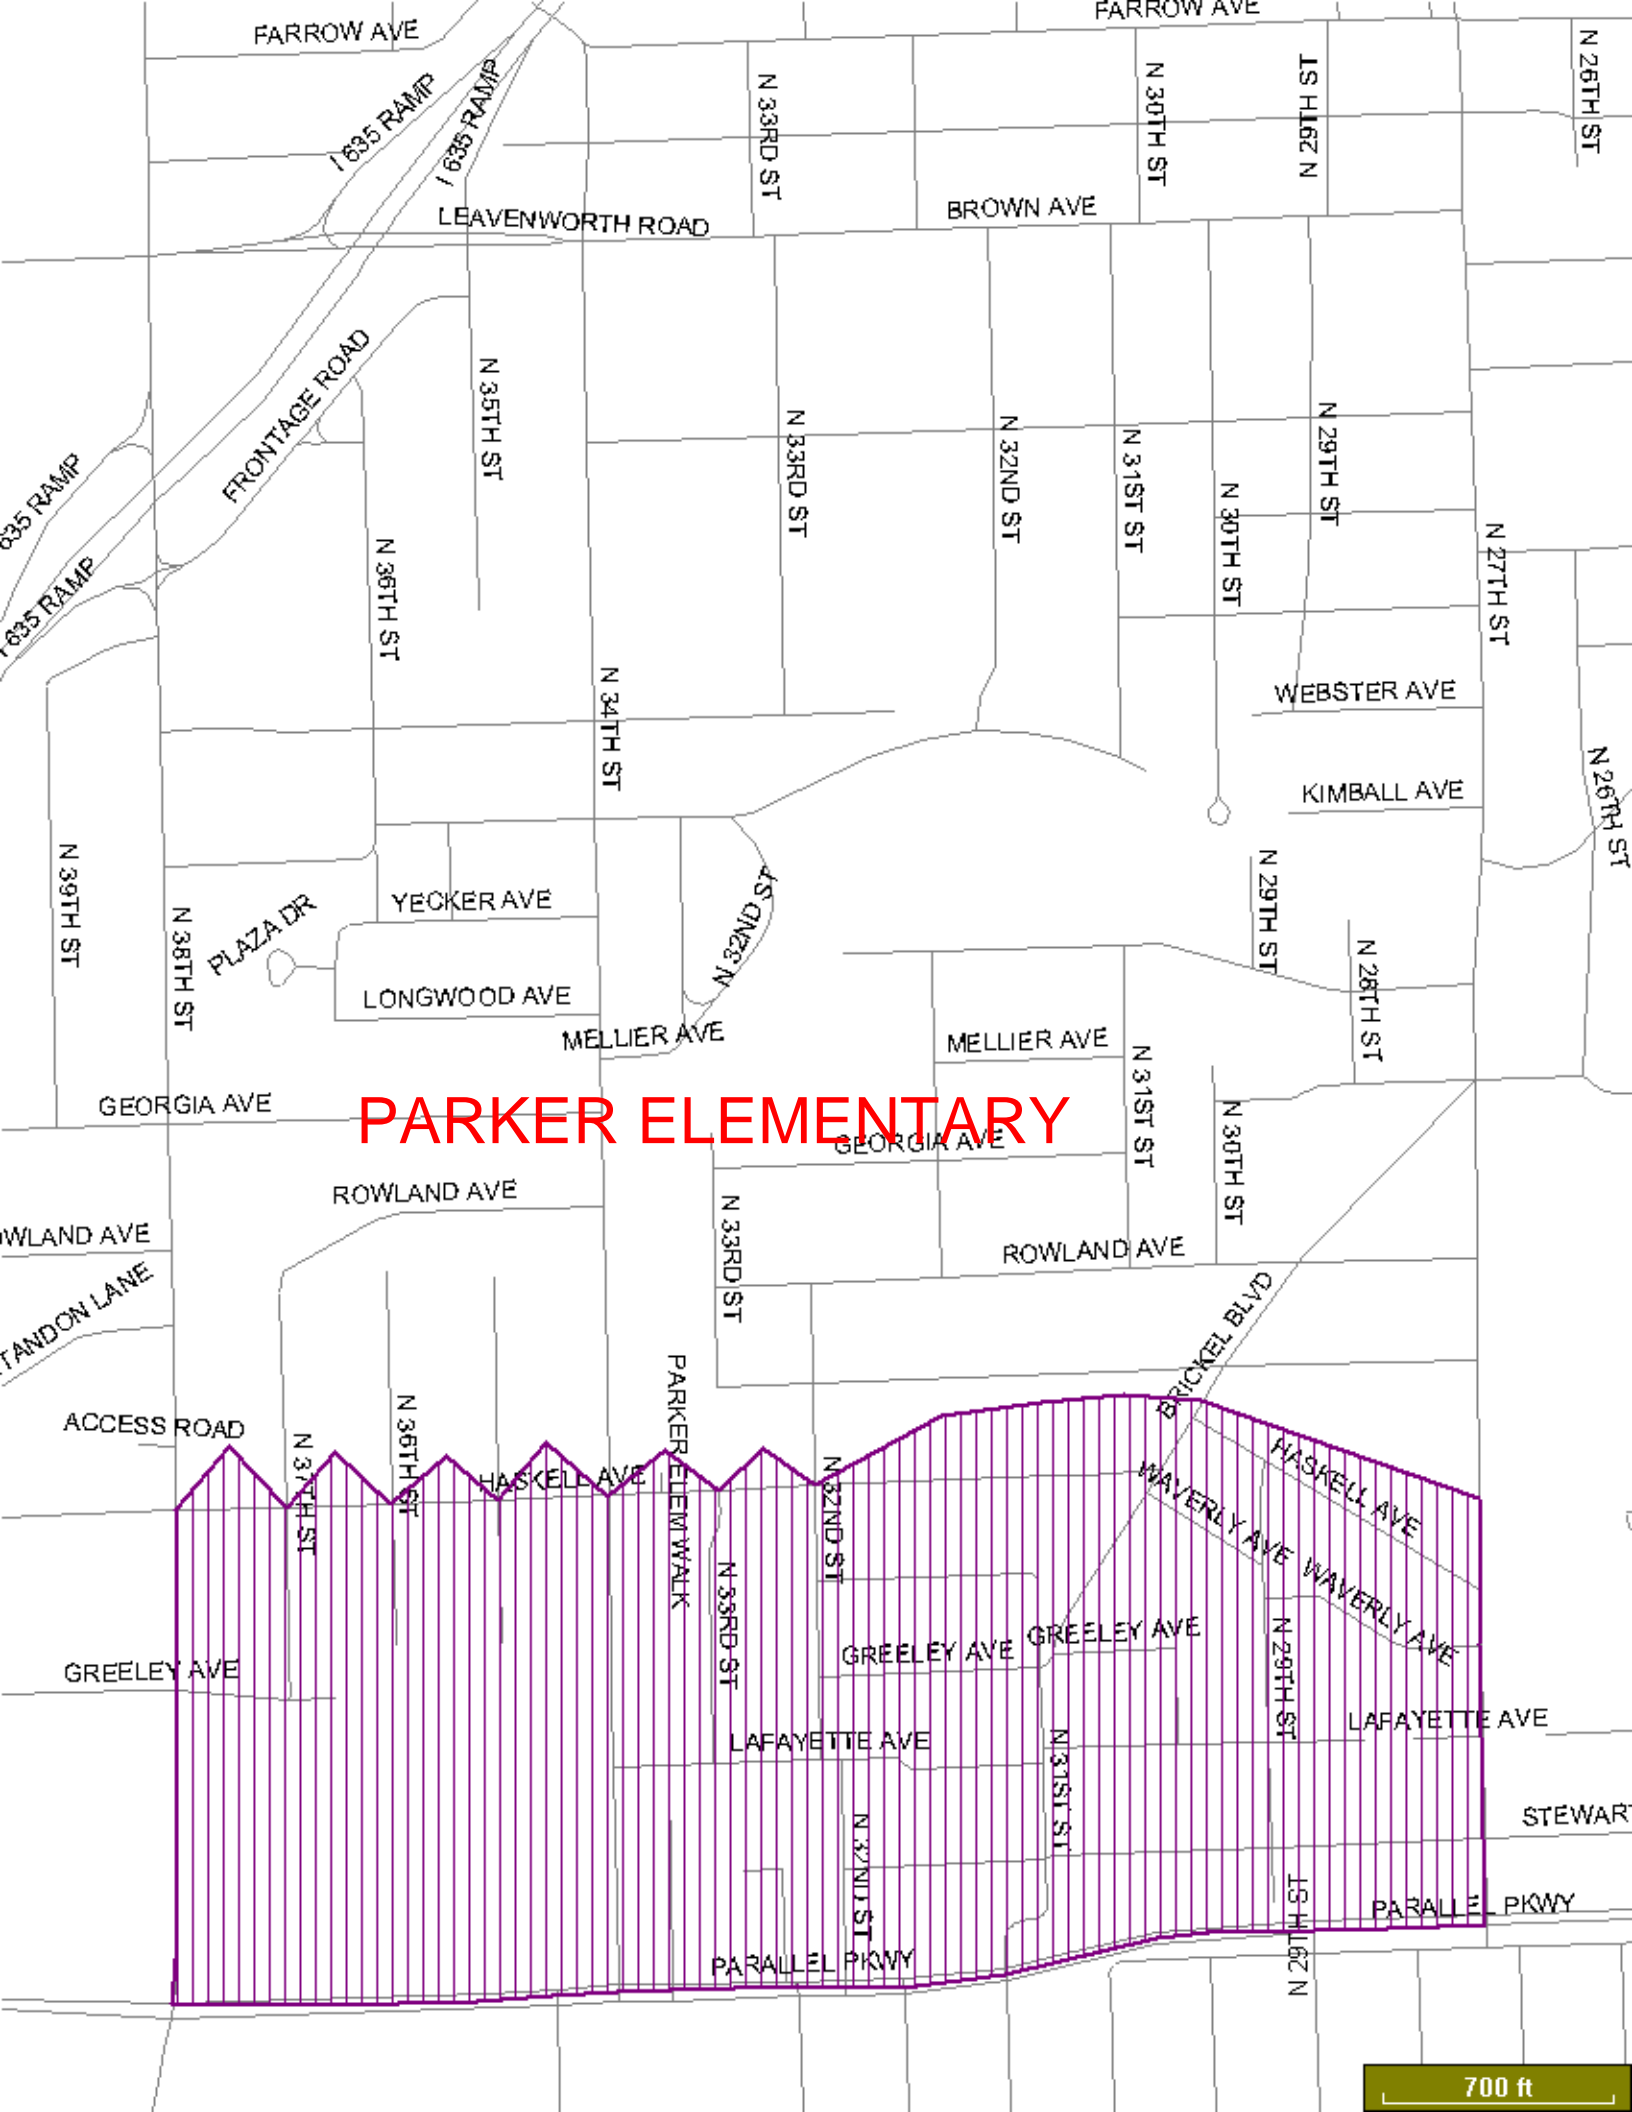 FARROW AVE
FARROW AVE
I 635 RAMP
I 635 RAMP
N 33RD ST
N 30TH ST
N 29TH ST
N 26TH ST
LEAVENWORTH ROAD
BROWN AVE
FRONTAGE ROAD
N 35TH ST
N 33RD ST
N 32ND ST
N 31ST ST
N 30TH ST
N 29TH ST
635 RAMP
635 RAMP
N 36TH ST
N 27TH ST
N 34TH ST
WEBSTER AVE
KIMBALL AVE
N 26TH ST
N 39TH ST
N 38TH ST
PLAZA DR
YECKER AVE
N 32ND ST
N 29TH ST
N 28TH ST
LONGWOOD AVE
MELLIER AVE
MELLIER AVE
N 31ST ST
GEORGIA AVE
PARKER ELEMENTARY
GEORGIA AVE
N 30TH ST
ROWLAND AVE
N 33RD ST
OWLAND AVE
ROWLAND AVE
TANDON LANE
BRICKEL BLVD
PARKER ELEM WALK
ACCESS ROAD
N 37TH ST
N 36TH ST
HASKELL AVE
N 32ND ST
HASKELL AVE
WAVERLY AVE
WAVERLY AVE
N 33RD ST
GREELEY AVE
GREELEY AVE
GREELEY AVE
N 29TH ST
LAFAYETTE AVE
LAFAYETTE AVE
N 31ST ST
N 32ND ST
STEWAR
N 29TH ST
PARALLEL PKWY
PARALLEL PKWY
700 ft